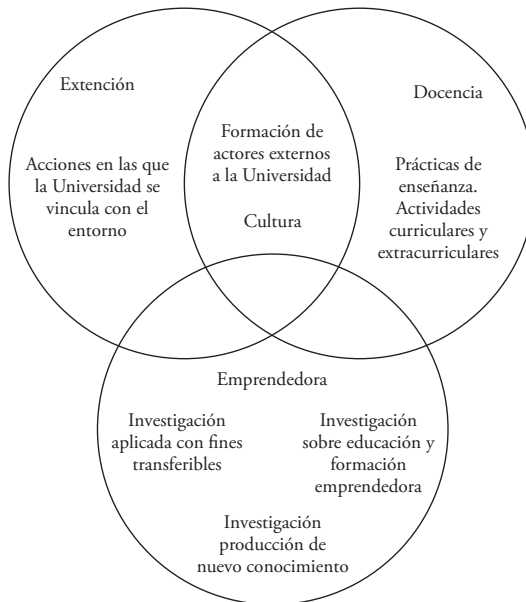 Extención
Acciones en las que
la Universidad se
vincula con el
entorno
Formación de
actores externos
a la Universidad
Cultura
Docencia
Prácticas de
enseñanza.
Actividades
curriculares y
extracurriculares
Emprendedora
Investigación
aplicada con fines
transferibles
Investigación
sobre educación y
formación
emprendedora
Investigación
producción de
nuevo conocimiento